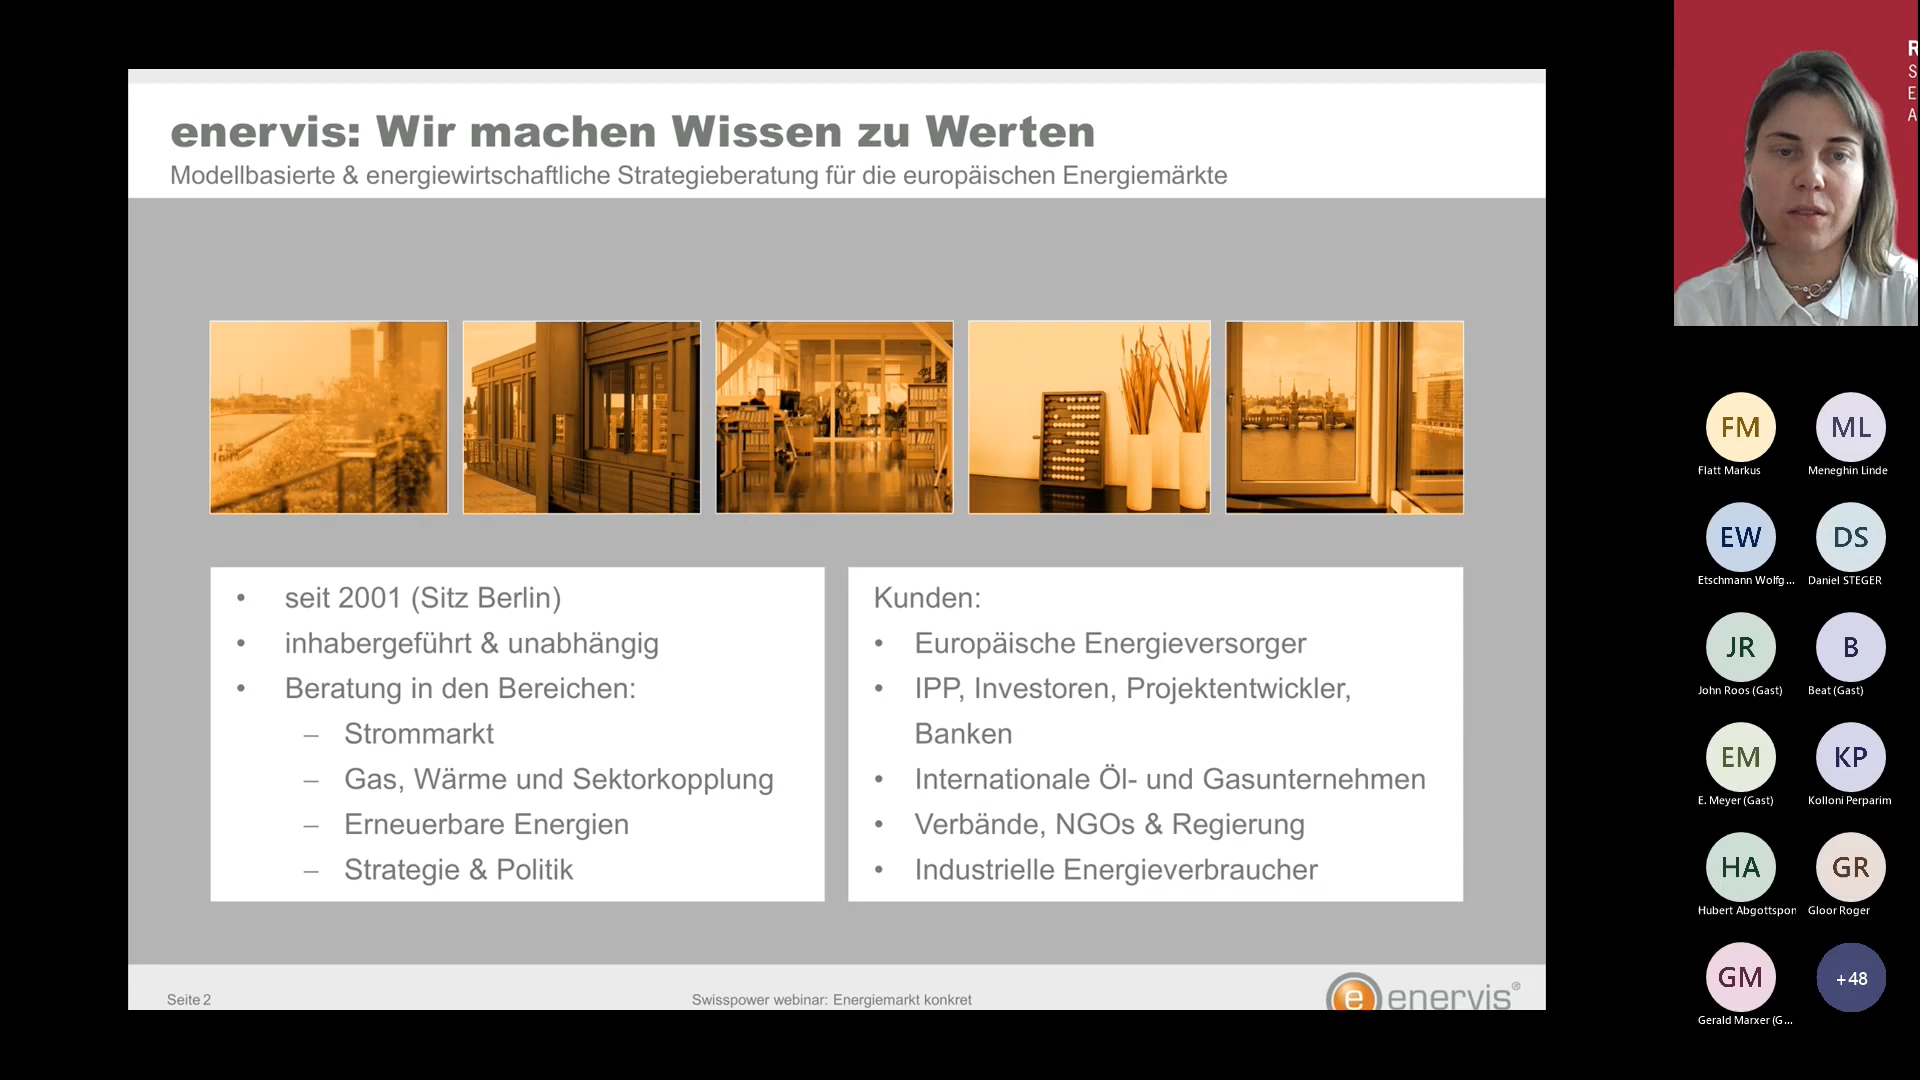 enervis: Wir machen Wissen zu Werten
Modellbasierte & energiewirtschaftliche Strategieberatung für die europäischen Energiemärkte
• seit 2001 (Sitz Berlin)
• inhabergeführt & unabhängig
• Beratung in den Bereichen:
– Strommarkt
– Gas, Wärme und Sektorkopplung
– Erneuerbare Energien
– Strategie & Politik
Kunden:
• Europäische Energieversorger
• IPP, Investoren, Projektentwickler,
Banken
• Internationale Öl- und Gasunternehmen
• Verbände, NGOs & Regierung
• Industrielle Energieverbraucher
Seite 2
Swisspower webinar: Energiemarkt konkret
e enervis®
R
S
E
A
FM
Flatt Markus
ML
Meneghin Linde
EW
Etschmann Wolfg...
DS
Daniel STEGER
JR
John Roos (Gast)
B
Beat (Gast)
EM
E. Meyer (Gast)
KP
Kolloni Perparim
HA
Hubert Abgottspon
GR
Gloor Roger
GM
Gerald Marxer (G...
+48